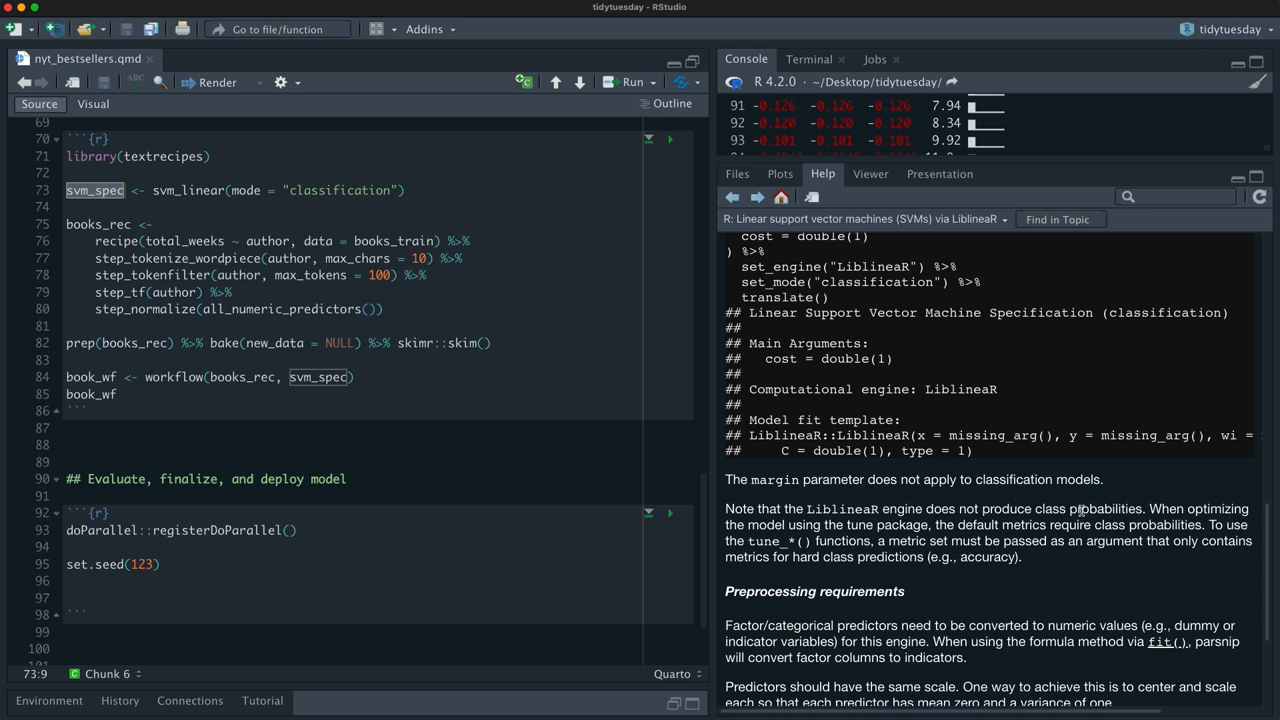 tidytuesday - RStudio
Go to file/function
Addins
tidytuesday
nyt_bestsellers.qmd
ABC
Render
Run
Source
Visual
Outline
69
70 ```{r}
71 library(textrecipes)
72
73 svm_spec <- svm_linear(mode = "classification")
74
75 books_rec <-
76 recipe(total_weeks ~ author, data = books_train) %>%
77 step_tokenize_wordpiece(author, max_chars = 10) %>%
78 step_tokenfilter(author, max_tokens = 100) %>%
79 step_tf(author) %>%
80 step_normalize(all_numeric_predictors())
81
82 prep(books_rec) %>% bake(new_data = NULL) %>% skimr::skim()
83
84 book_wf <- workflow(books_rec, svm_spec)
85 book_wf
86 ```
87
88
89
90 ## Evaluate, finalize, and deploy model
91
92 ```{r}
93 doParallel::registerDoParallel()
94
95 set.seed(123)
96
97
98 ```
99
100
73:9
Chunk 6
Quarto
Environment
History
Connections
Tutorial
Console
Terminal
Jobs
R 4.2.0 · ~/Desktop/tidytuesday/
91 -0.126 -0.126 -0.126 7.94
92 -0.120 -0.120 -0.120 8.34
93 -0.101 -0.101 -0.101 9.92
Files
Plots
Help
Viewer
Presentation
R: Linear support vector machines (SVMs) via LiblineaR
Find in Topic
cost = double(1)
) %>%
set_engine("LiblineaR") %>%
set_mode("classification") %>%
translate()
## Linear Support Vector Machine Specification (classification)
##
## Main Arguments:
## cost = double(1)
##
## Computational engine: LiblineaR
##
## Model fit template:
## LiblineaR::LiblineaR(x = missing_arg(), y = missing_arg(), wi =
## C = double(1), type = 1)
The margin parameter does not apply to classification models.
Note that the LiblineaR engine does not produce class probabilities. When optimizing
the model using the tune package, the default metrics require class probabilities. To use
the tune_*() functions, a metric set must be passed as an argument that only contains
metrics for hard class predictions (e.g., accuracy).
Preprocessing requirements
Factor/categorical predictors need to be converted to numeric values (e.g., dummy or
indicator variables) for this engine. When using the formula method via fit(), parsnip
will convert factor columns to indicators.
Predictors should have the same scale. One way to achieve this is to center and scale
each so that each predictor has mean zero and a variance of one.